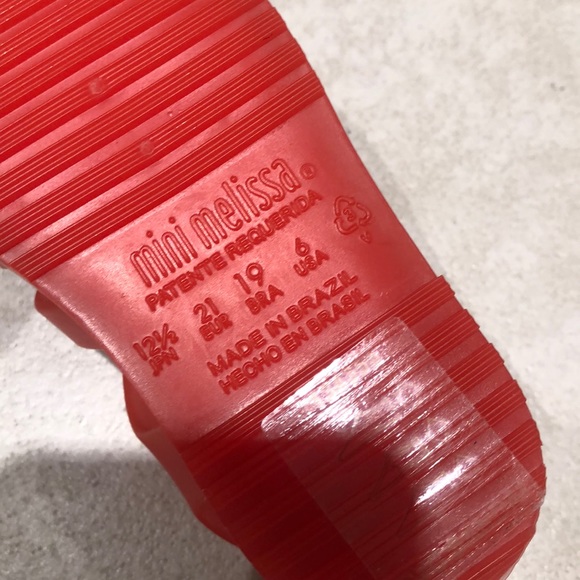 mini melissa®
PATENTE REQUERIDA
12½ 21 19 6
JPN EUR BRA USA
MADE IN BRAZIL
HECHO EN BRASIL
3